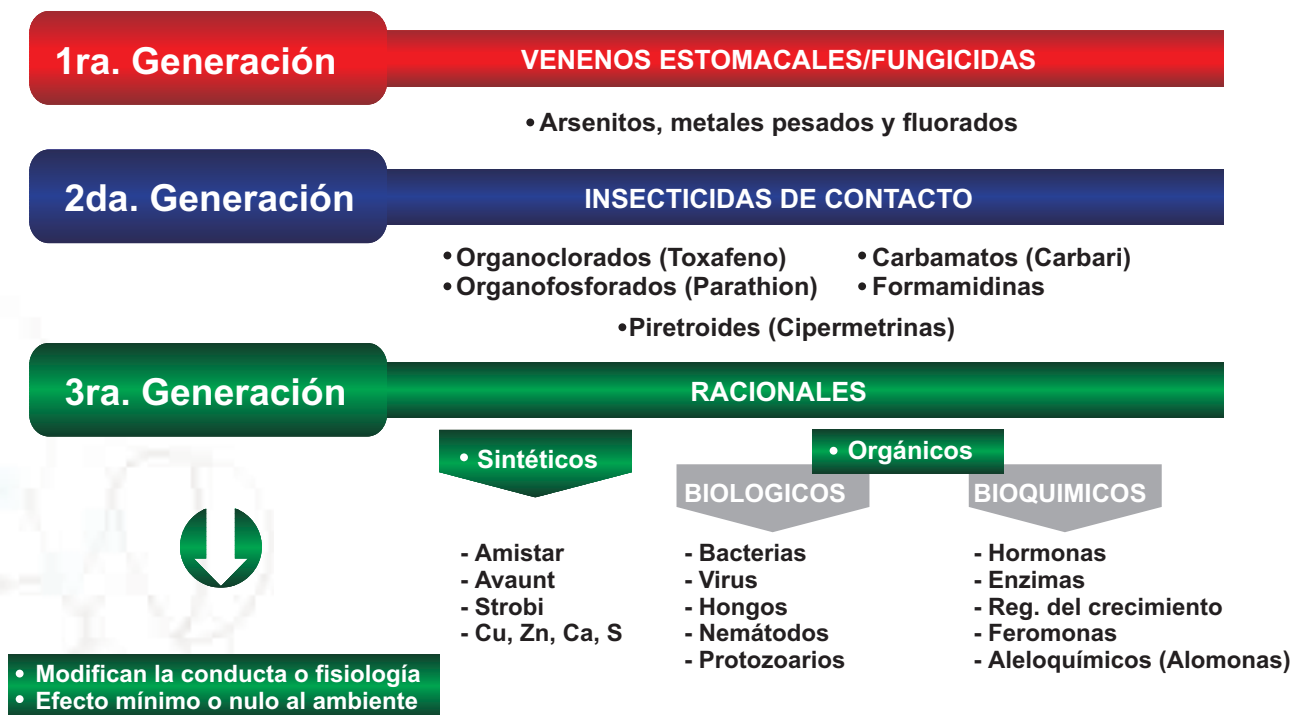 1ra. Generación
VENENOS ESTOMACALES/FUNGICIDAS
• Arsenitos, metales pesados y fluorados
2da. Generación
INSECTICIDAS DE CONTACTO
• Organoclorados (Toxafeno)
• Organofosforados (Parathion)
• Carbamatos (Carbari)
• Formamidinas
•Piretroides (Cipermetrinas)
3ra. Generación
RACIONALES
• Sintéticos
- Amistar
- Avaunt
- Strobi
- Cu, Zn, Ca, S
• Orgánicos
BIOLOGICOS
- Bacterias
- Virus
- Hongos
- Nemátodos
- Protozoarios
BIOQUIMICOS
- Hormonas
- Enzimas
- Reg. del crecimiento
- Feromonas
- Aleloquímicos (Alomonas)
• Modifican la conducta o fisiología
• Efecto mínimo o nulo al ambiente